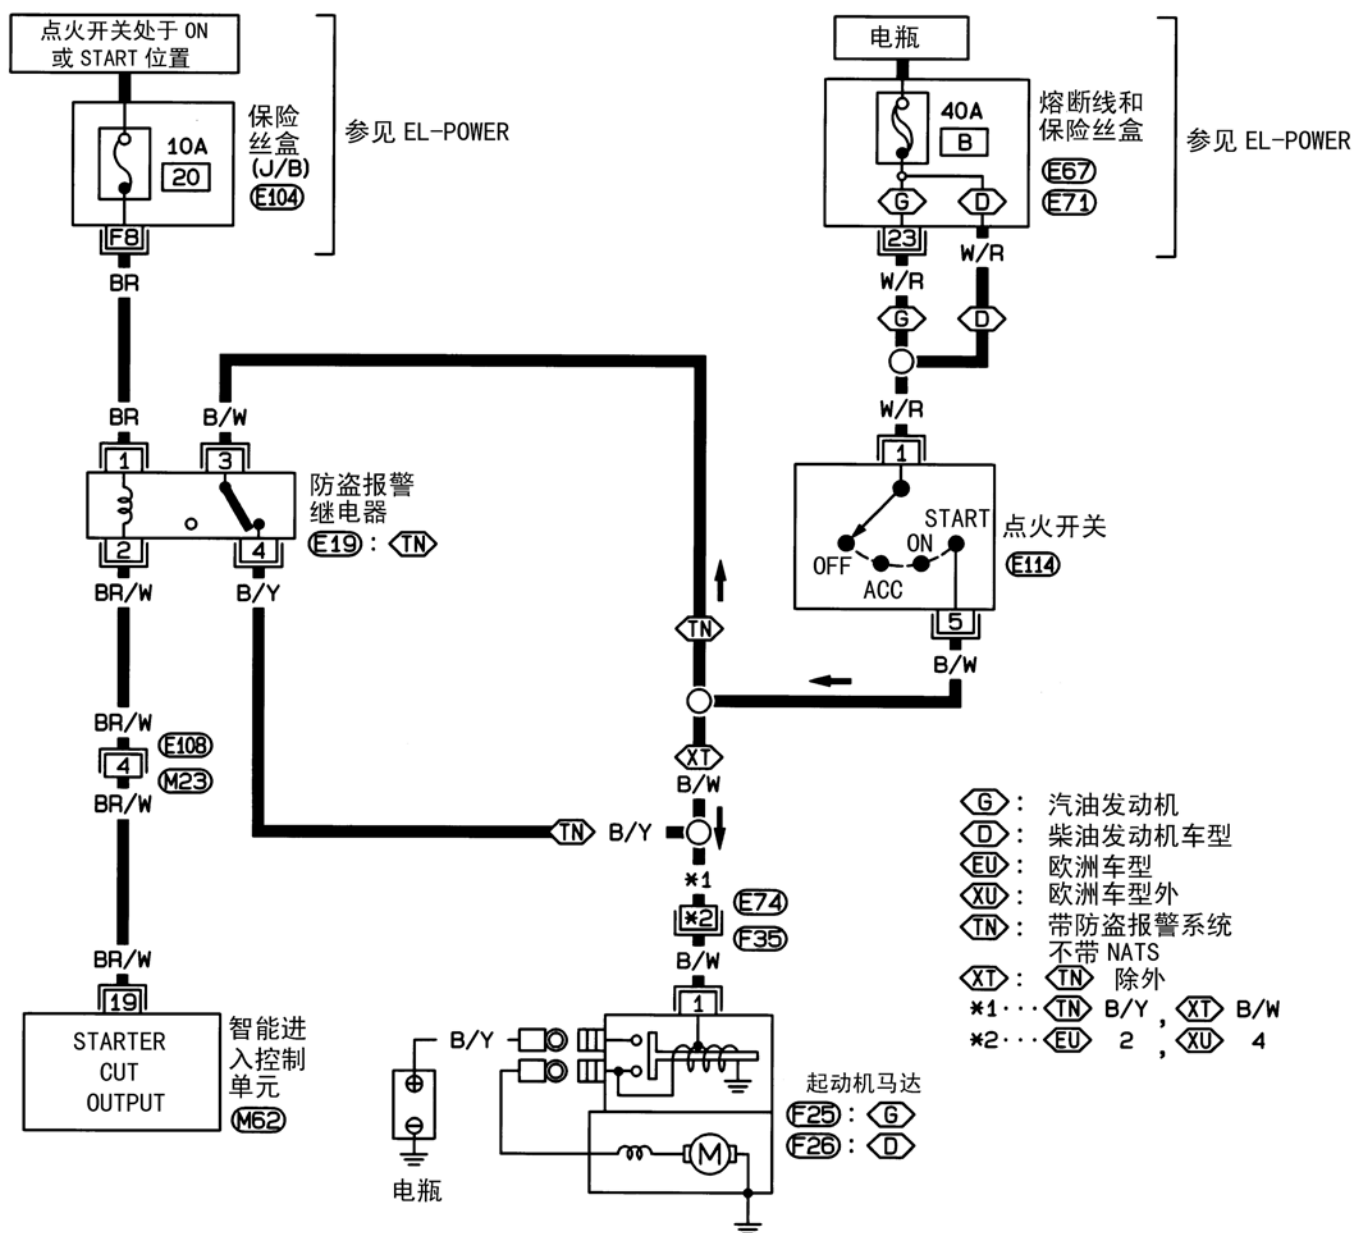 点火开关处于 ON
或 START 位置
保险
丝盒
(J/B)
E104
10A
20
F8
参见 EL-POWER
电瓶
40A
B
熔断线和
保险丝盒
E67
E71
参见 EL-POWER
G
D
23
W/R
W/R
G
D
W/R
BR
BR
B/W
1
3
防盗报警
继电器
E19 : TN
2
4
BR/W
B/Y
1
START
ON
OFF
ACC
点火开关
E114
5
B/W
TN
XT
B/W
BR/W
E108
4
M23
BR/W
TN B/Y
*1
*2
E74
F35
B/W
BR/W
19
STARTER
CUT
OUTPUT
智能进
入控制
单元
M62
1
B/Y
电瓶
M
起动机马达
F25 : G
F26 : D
G : 汽油发动机
D : 柴油发动机车型
EU : 欧洲车型
XU : 欧洲车型外
TN : 带防盗报警系统
不带 NATS
XT : TN 除外
*1··· TN B/Y , XT B/W
*2··· EU 2 , XU 4